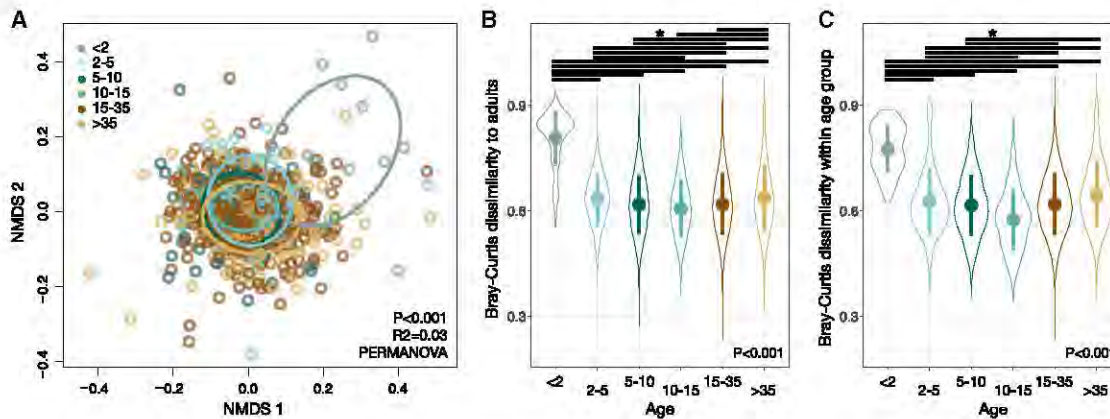 A
<2
2-5
5-10
10-15
15-35
>35
NMDS 2
0.4
0.2
0.0
−0.2
−0.4
−0.4
−0.2
0.0
0.2
0.4
NMDS 1
P<0.001
R2=0.03
PERMANOVA
B
*
Bray-Curtis dissimilarity to adults
0.9
0.6
0.3
P<0.001
<2
2-5
5-10
10-15
15-35
>35
Age
C
*
Bray-Curtis dissimilarity within age group
0.9
0.6
0.3
P<0.00
<2
2-5
5-10
10-15
15-35
>35
Age